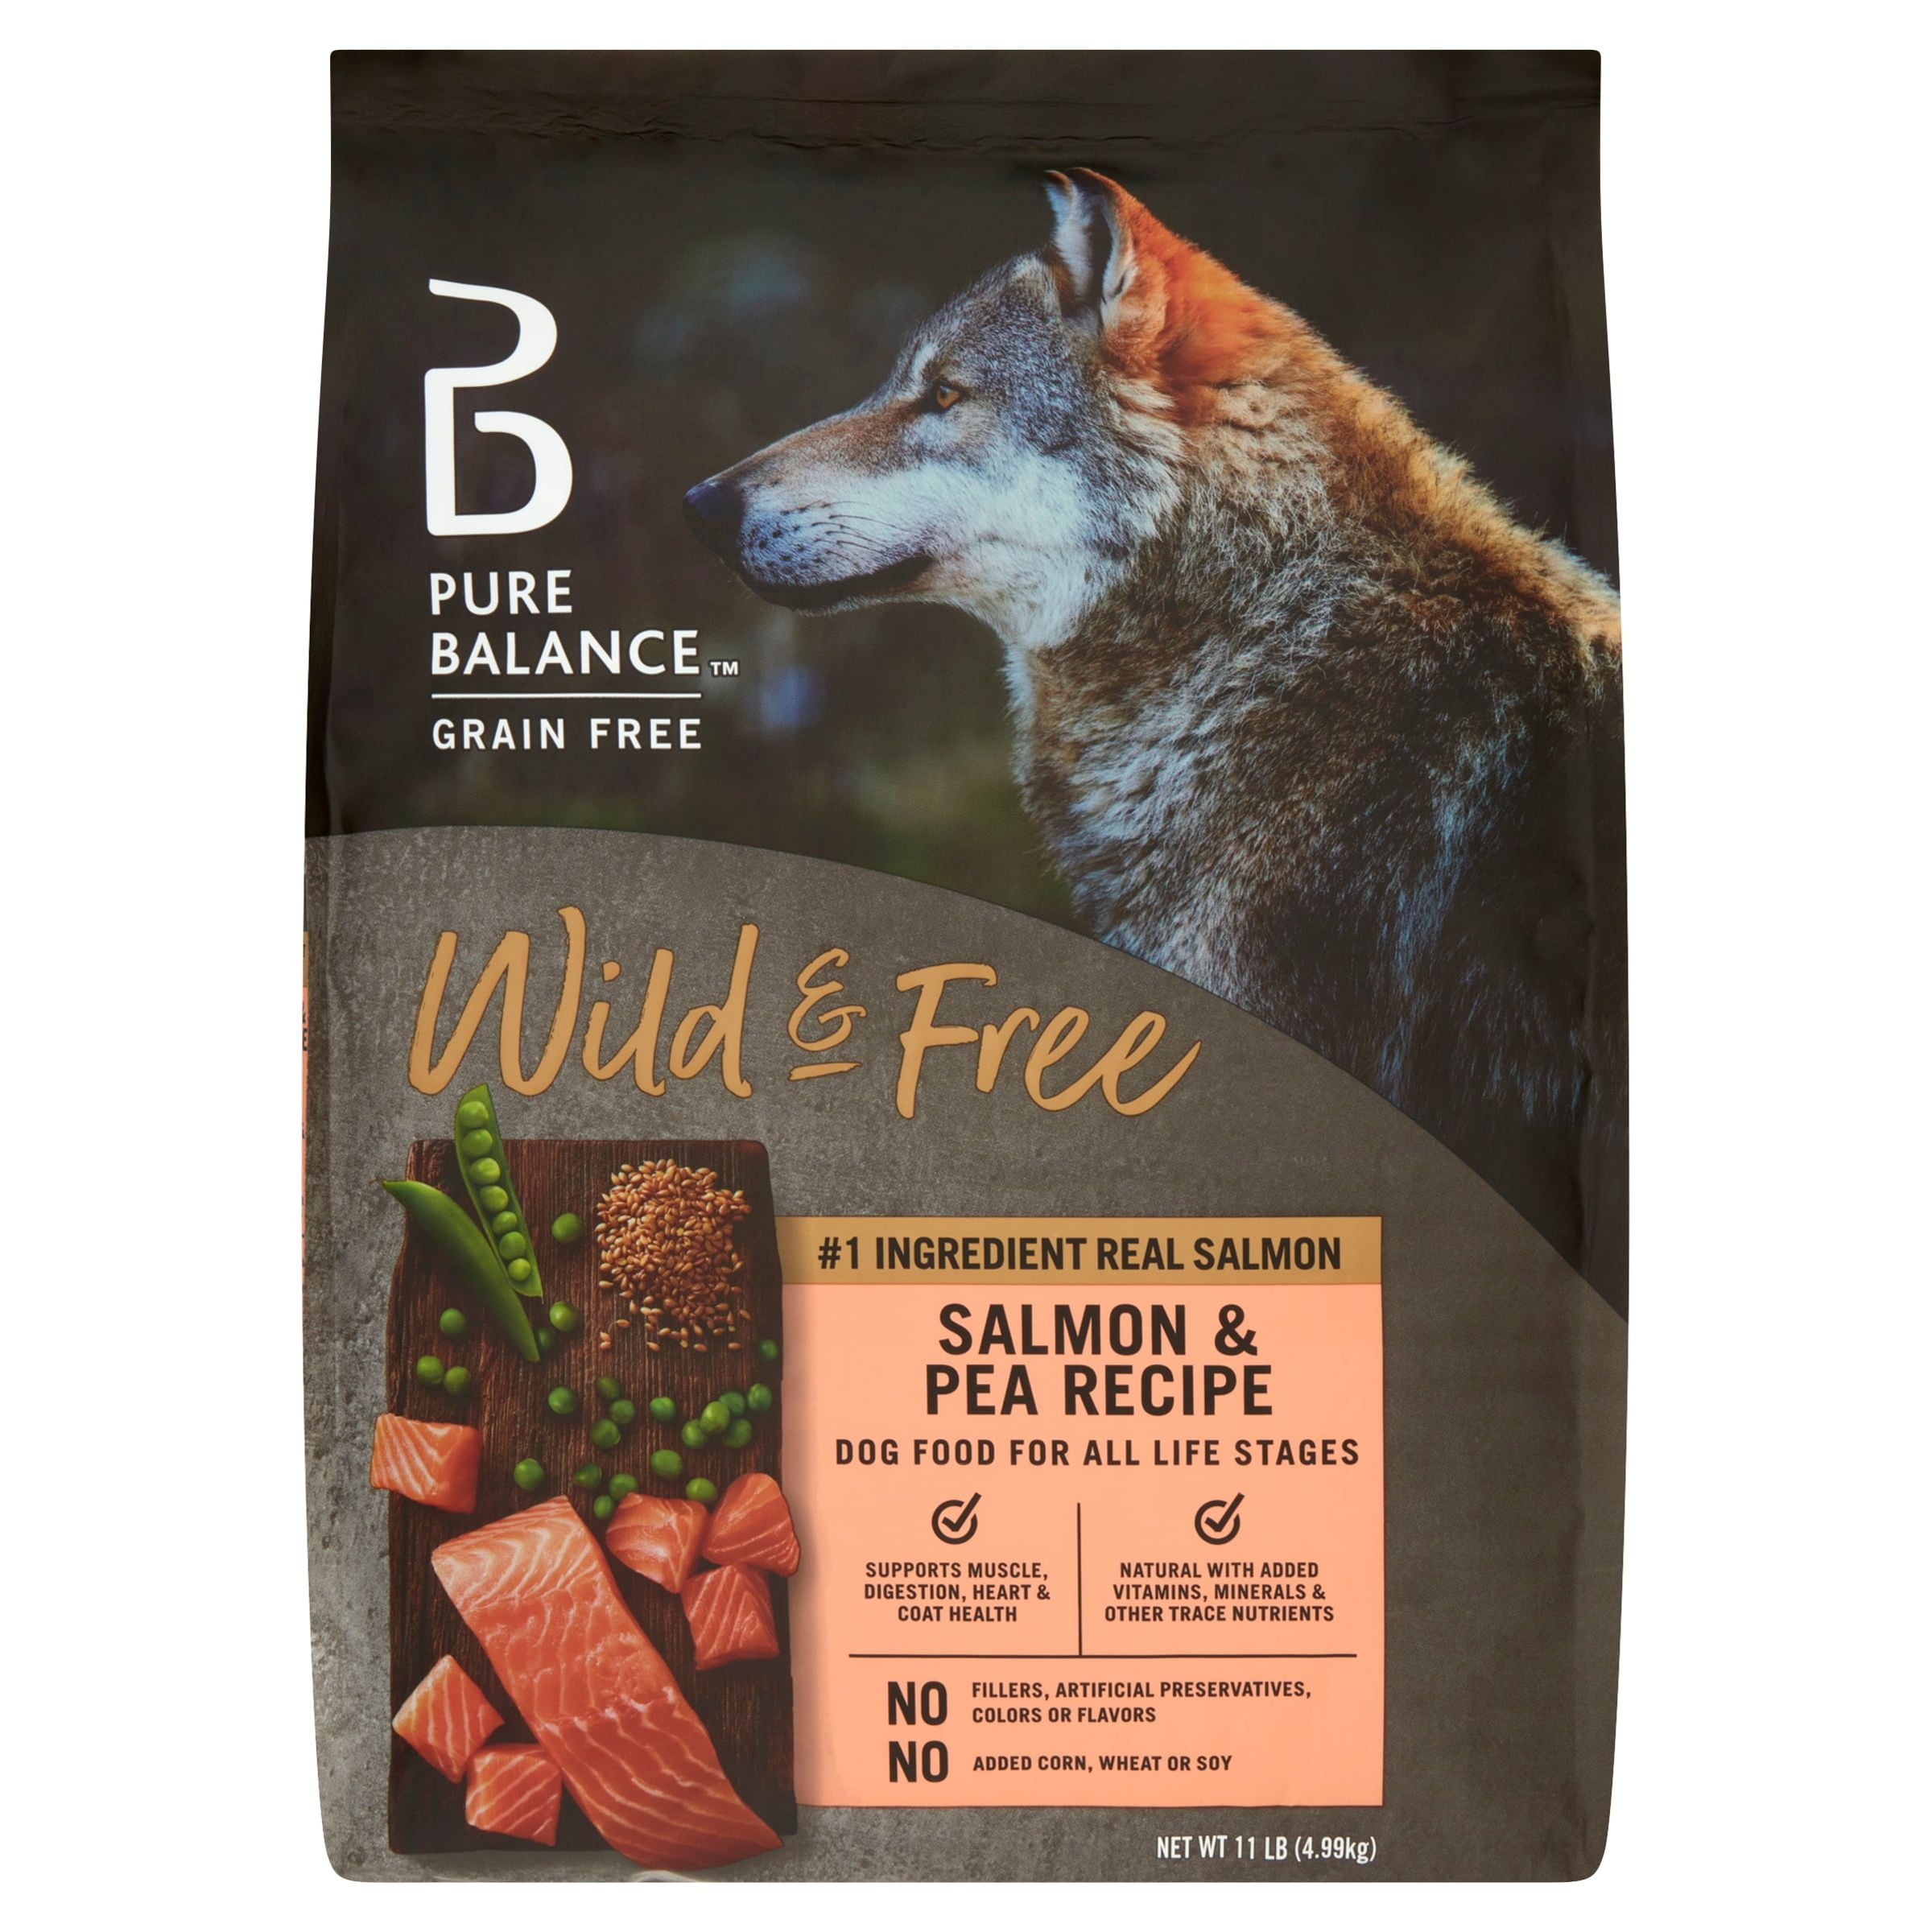 B
PURE
BALANCE™
GRAIN FREE
Wild & Free
#1 INGREDIENT REAL SALMON
SALMON &
PEA RECIPE
DOG FOOD FOR ALL LIFE STAGES
SUPPORTS MUSCLE,
DIGESTION, HEART &
COAT HEALTH
NATURAL WITH ADDED
VITAMINS, MINERALS &
OTHER TRACE NUTRIENTS
NO FILLERS, ARTIFICIAL PRESERVATIVES,
COLORS OR FLAVORS
NO ADDED CORN, WHEAT OR SOY
NET WT 11 LB (4.99kg)